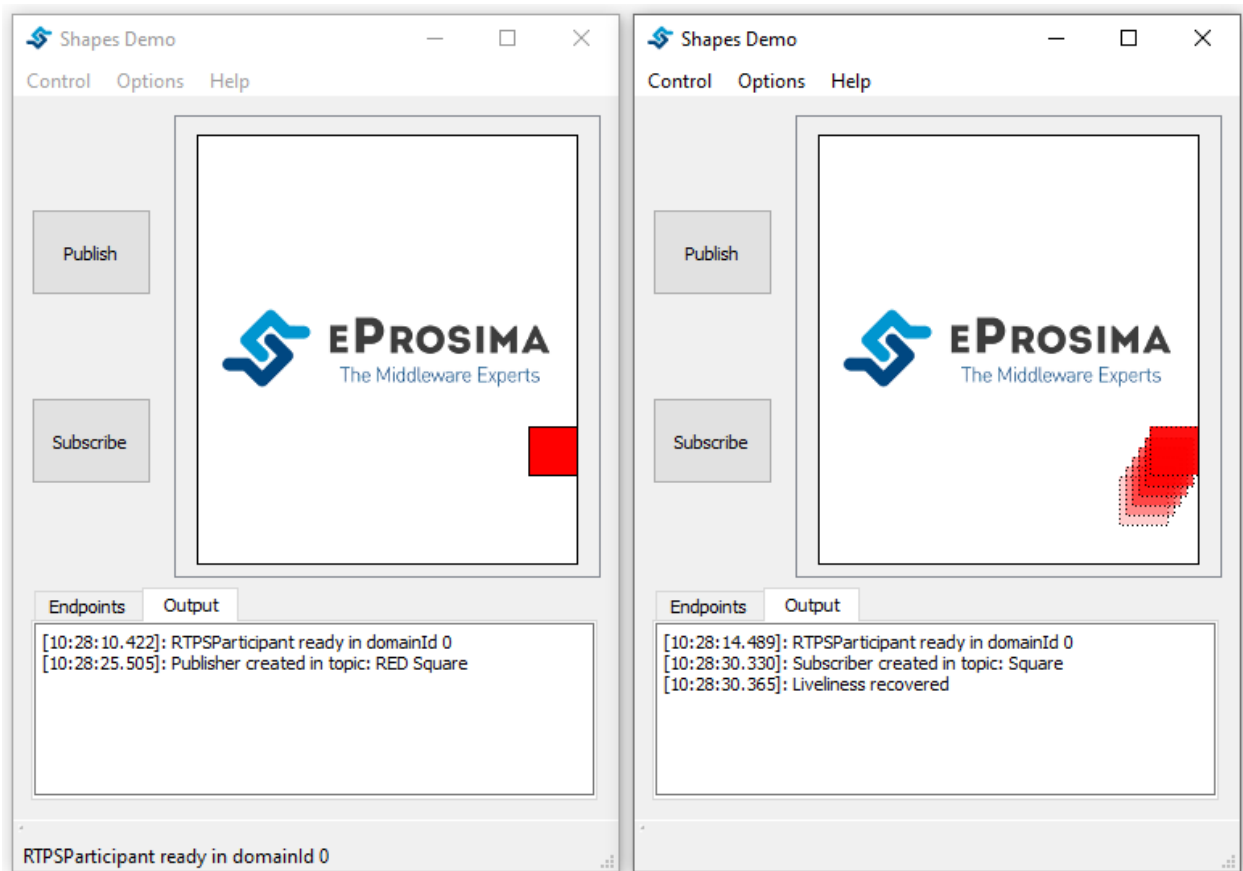 Shapes Demo
Control Options Help
Publish
Subscribe
EPROSIMA
The Middleware Experts
Endpoints Output
[10:28:10.422]: RTPSParticipant ready in domainId 0
[10:28:25.505]: Publisher created in topic: RED Square
RTPSParticipant ready in domainId 0
Shapes Demo
Control Options Help
Publish
Subscribe
EPROSIMA
The Middleware Experts
Endpoints Output
[10:28:14.489]: RTPSParticipant ready in domainId 0
[10:28:30.330]: Subscriber created in topic: Square
[10:28:30.365]: Liveliness recovered